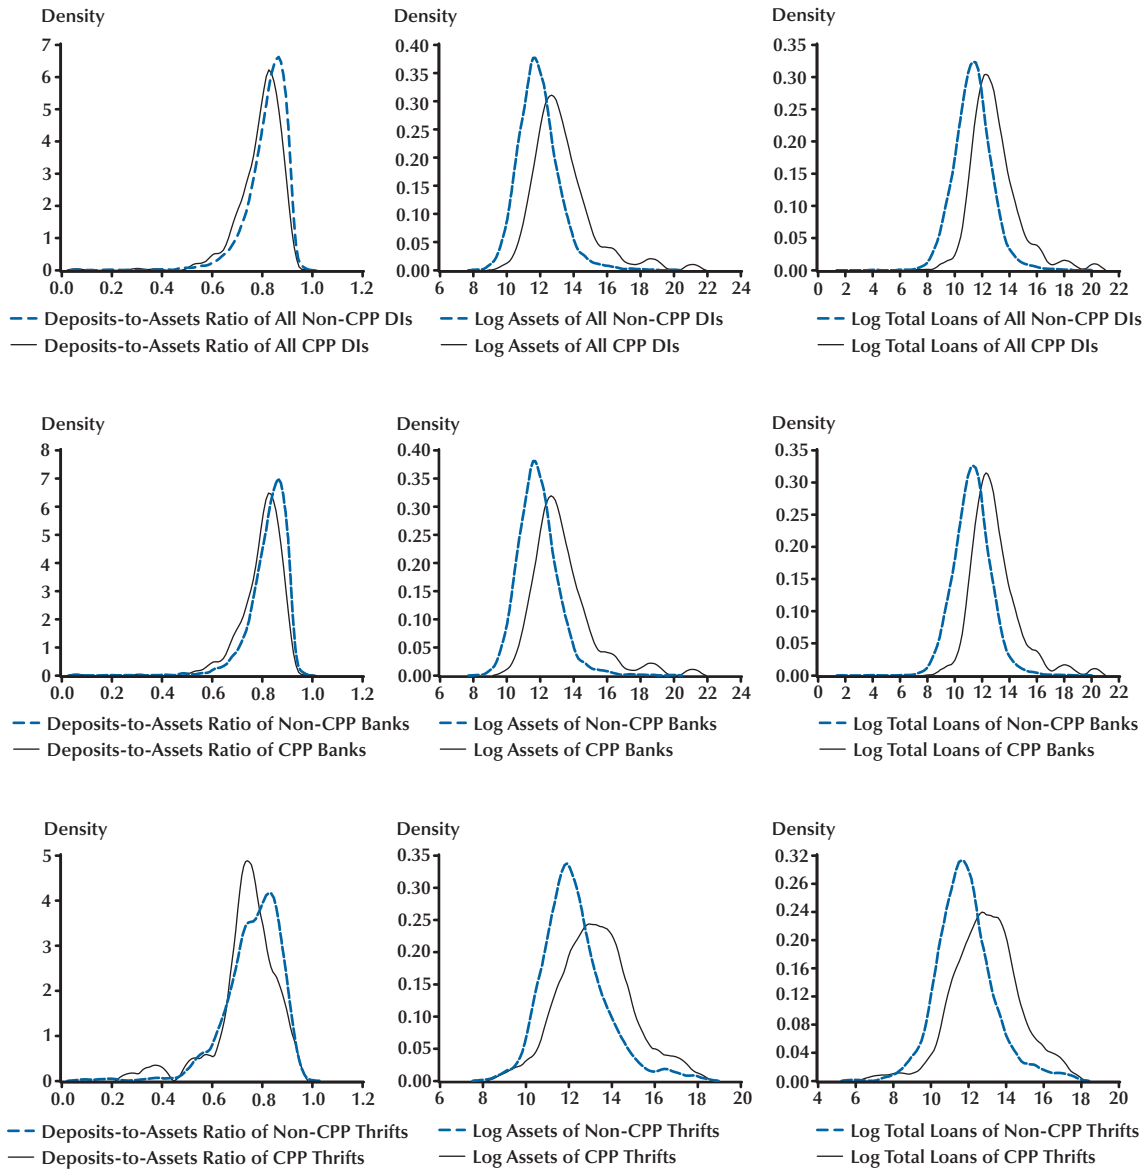 Density
Density
Density
7
6
5
4
3
2
1
0
0.0 0.2 0.4 0.6 0.8 1.0 1.2
Deposits-to-Assets Ratio of All Non-CPP DIs
Deposits-to-Assets Ratio of All CPP DIs
0.40
0.35
0.30
0.25
0.20
0.15
0.10
0.05
0.00
6 8 10 12 14 16 18 20 22 24
Log Assets of All Non-CPP DIs
Log Assets of All CPP DIs
0.35
0.30
0.25
0.20
0.15
0.10
0.05
0.00
0 2 4 6 8 10 12 14 16 18 20 22
Log Total Loans of All Non-CPP DIs
Log Total Loans of All CPP DIs
Density
Density
Density
8
7
6
5
4
3
2
1
0
0.0 0.2 0.4 0.6 0.8 1.0 1.2
Deposits-to-Assets Ratio of Non-CPP Banks
Deposits-to-Assets Ratio of CPP Banks
0.40
0.35
0.30
0.25
0.20
0.15
0.10
0.05
0.00
6 8 10 12 14 16 18 20 22 24
Log Assets of Non-CPP Banks
Log Assets of CPP Banks
0.35
0.30
0.25
0.20
0.15
0.10
0.05
0.00
0 2 4 6 8 10 12 14 16 18 20 22
Log Total Loans of Non-CPP Banks
Log Total Loans of CPP Banks
Density
Density
Density
5
4
3
2
1
0
0.0 0.2 0.4 0.6 0.8 1.0 1.2
Deposits-to-Assets Ratio of Non-CPP Thrifts
Deposits-to-Assets Ratio of CPP Thrifts
0.35
0.30
0.25
0.20
0.15
0.10
0.05
0.00
6 8 10 12 14 16 18 20
Log Assets of Non-CPP Thrifts
Log Assets of CPP Thrifts
0.32
0.26
0.24
0.20
0.16
0.12
0.08
0.04
0.00
4 6 8 10 12 14 16 18 20
Log Total Loans of Non-CPP Thrifts
Log Total Loans of CPP Thrifts